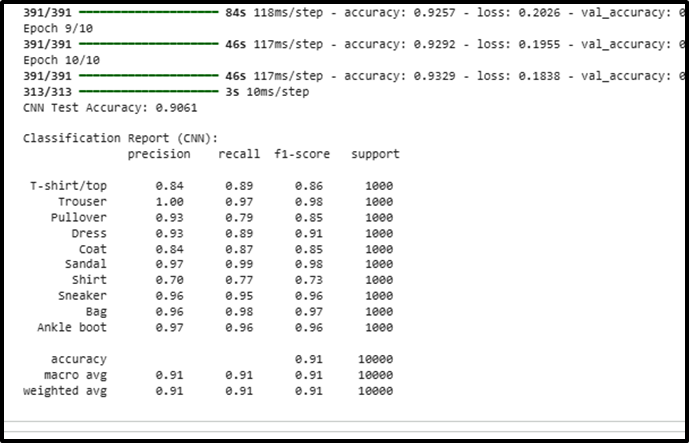 391/391 ━━━━━━━━━━━━━━━━━━━━ 84s 118ms/step - accuracy: 0.9257 - loss: 0.2026 - val_accuracy: 0
Epoch 9/10
391/391 ━━━━━━━━━━━━━━━━━━━━ 46s 117ms/step - accuracy: 0.9292 - loss: 0.1955 - val_accuracy: 0
Epoch 10/10
391/391 ━━━━━━━━━━━━━━━━━━━━ 46s 117ms/step - accuracy: 0.9329 - loss: 0.1838 - val_accuracy: 0
313/313 ━━━━━━━━━━━━━━━━━━━━ 3s 10ms/step
CNN Test Accuracy: 0.9061
Classification Report (CNN):
precision recall f1-score support
T-shirt/top 0.84 0.89 0.86 1000
Trouser 1.00 0.97 0.98 1000
Pullover 0.93 0.79 0.85 1000
Dress 0.93 0.89 0.91 1000
Coat 0.84 0.87 0.85 1000
Sandal 0.97 0.99 0.98 1000
Shirt 0.70 0.77 0.73 1000
Sneaker 0.96 0.95 0.96 1000
Bag 0.96 0.98 0.97 1000
Ankle boot 0.97 0.96 0.96 1000
accuracy 0.91 10000
macro avg 0.91 0.91 0.91 10000
weighted avg 0.91 0.91 0.91 10000